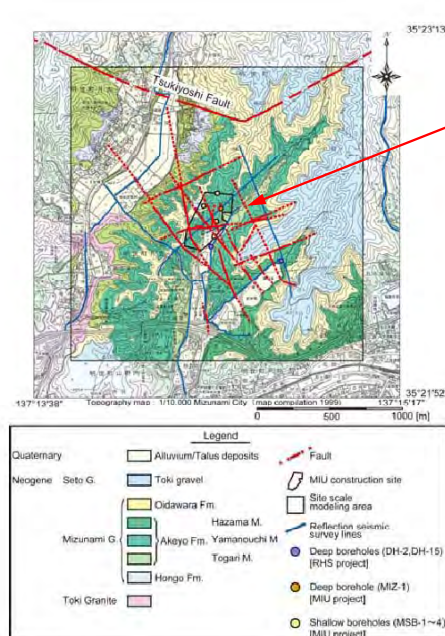 35°23'13
Tsukiyoshi Fault
35°21'52
137°13'38
Topography map 1/10,000 Mizunami City (map compilation 1999)
137°15'17
0 500 1000 [m]
Legend
Quaternary
Alluvium/Talus deposits
Fault
Neogene
Seto G.
Toki gravel
MIU construction site
Mizunami G.
Oidawara Fm.
Site scale
modeling area
Akeyo Fm.
Hazama M.
Yamanouchi M.
Togari M.
Reflection seismic
survey lines
Hongo Fm.
Deep boreholes (DH-2,DH-15)
[RHS project]
Toki Granite
Deep borehole (MIZ-1)
[MIU project]
Shallow boreholes (MSB-1~4)
[MIU project]